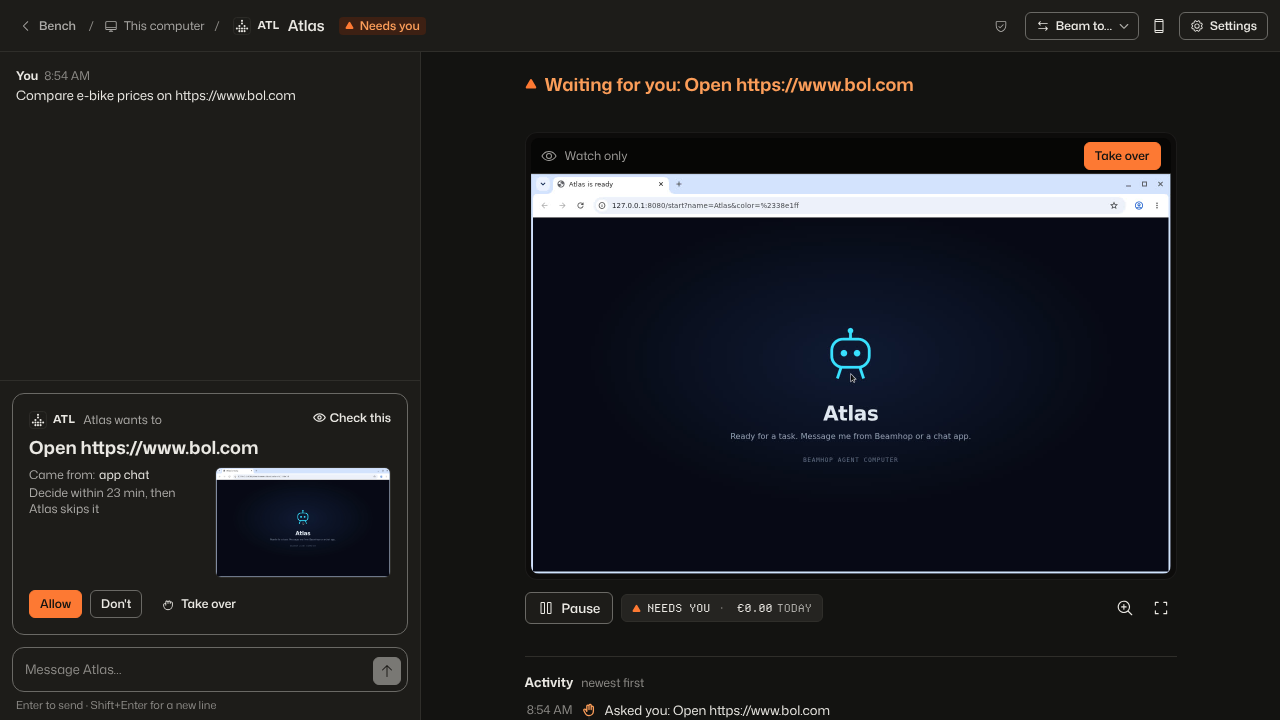 Bench / This computer / ATL Atlas Needs you
Beam to... Settings
You 8:54 AM
Compare e-bike prices on https://www.bol.com
ATL Atlas wants to Check this
Open https://www.bol.com
Came from: app chat
Decide within 23 min, then
Atlas skips it
Atlas
Allow Don't Take over
Message Atlas...
Enter to send · Shift+Enter for a new line
Waiting for you: Open https://www.bol.com
Watch only Take over
Atlas is ready
127.0.0.1:8080/start?name=Atlas&color=%2338e1ff
Atlas
Ready for a task. Message me from Beamhop or a chat app.
BEAMHOP AGENT COMPUTER
Pause NEEDS YOU · €0.00 TODAY
Activity newest first
8:54 AM Asked you: Open https://www.bol.com